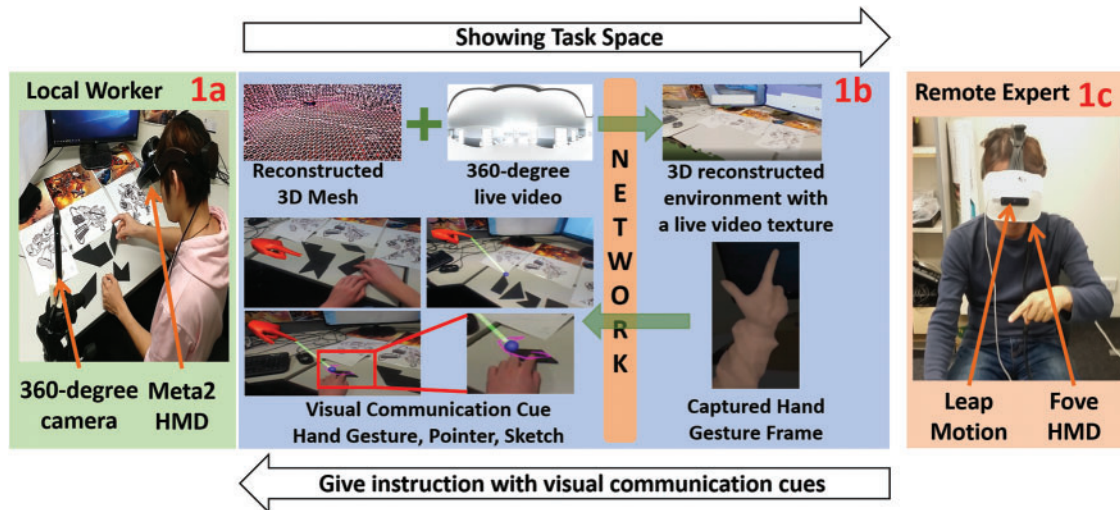 Showing Task Space
Local Worker
1a
Reconstructed
3D Mesh
360-degree
live video
1b
3D reconstructed
environment with
a live video texture
NETWORK
Remote Expert
1c
360-degree
camera
Meta2
HMD
Visual Communication Cue
Hand Gesture, Pointer, Sketch
Captured Hand
Gesture Frame
Leap
Motion
Fove
HMD
Give instruction with visual communication cues